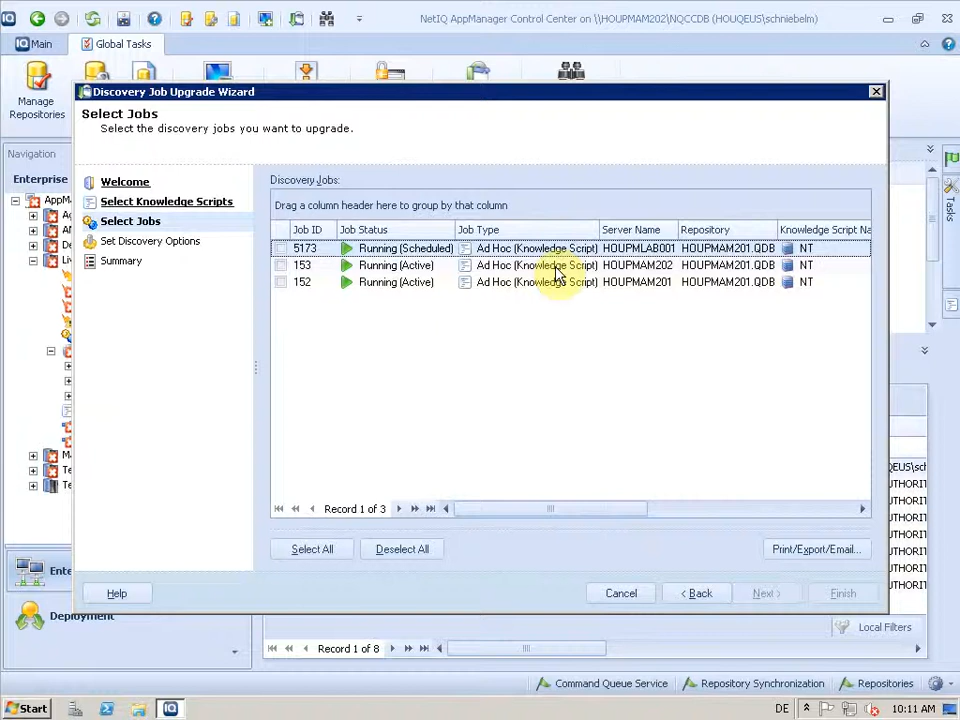 NetIQ AppManager Control Center on \\HOUPMAM202\NQCCDB (HOUQEUS\schniebelm)
Main
Global Tasks
Manage
Repositories
Discovery Job Upgrade Wizard
Select Jobs
Select the discovery jobs you want to upgrade.
Navigation
Enterprise
Tasks
Welcome
Select Knowledge Scripts
Select Jobs
Set Discovery Options
Summary
Discovery Jobs:
Drag a column header here to group by that column
Job ID Job Status Job Type Server Name Repository Knowledge Script Na
5173 Running (Scheduled) Ad Hoc (Knowledge Script) HOUPMLAB001 HOUPMAM201.QDB NT
153 Running (Active) Ad Hoc (Knowledge Script) HOUPMAM202 HOUPMAM201.QDB NT
152 Running (Active) Ad Hoc (Knowledge Script) HOUPMAM201 HOUPMAM201.QDB NT
Record 1 of 3
Select All
Deselect All
Print/Export/Email...
Help
Cancel
< Back
Next >
Finish
Deployment
Local Filters
Record 1 of 8
Command Queue Service
Repository Synchronization
Repositories
Start
DE
10:11 AM